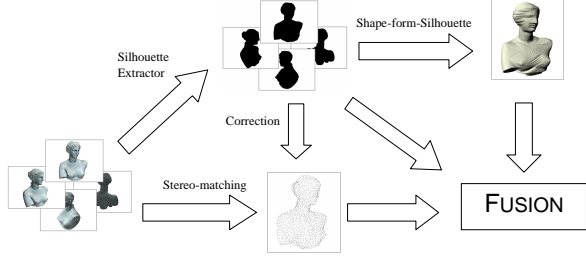 Shape-form-Silhouette
Silhouette
Extractor
Correction
Stereo-matching
FUSION